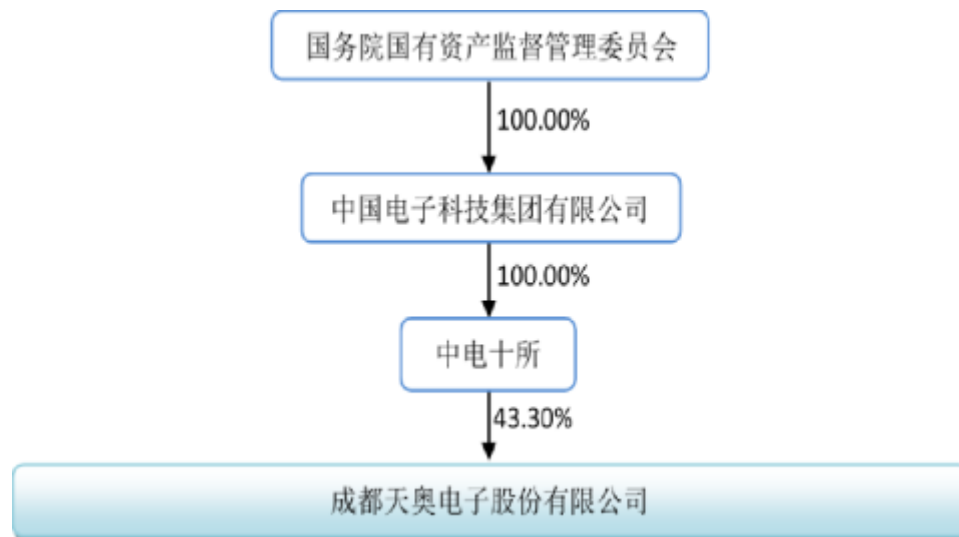 国务院国有资产监督管理委员会
100.00%
中国电子科技集团有限公司
100.00%
中电十所
43.30%
成都天奥电子股份有限公司